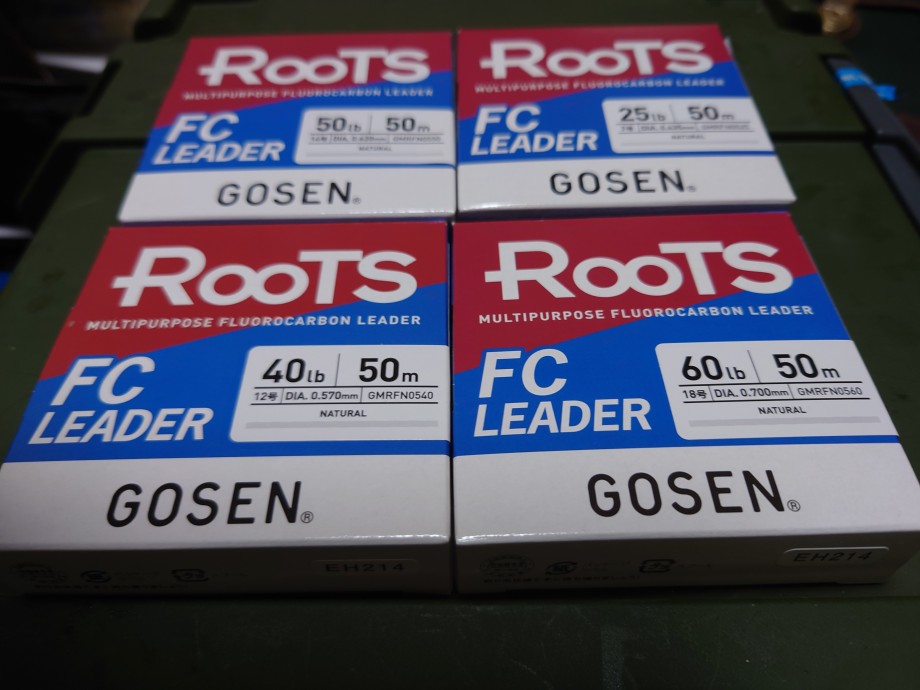 RooTS
MULTIPURPOSE FLUOROCARBON LEADER
FC
LEADER
50lb 50m
NATURAL
GOSEN®
RooTS
MULTIPURPOSE FLUOROCARBON LEADER
FC
LEADER
25lb 50m
NATURAL
GOSEN®
RooTS
MULTIPURPOSE FLUOROCARBON LEADER
FC
LEADER
40lb 50m
12号 DIA. 0.570mm GMRFN0540
NATURAL
GOSEN®
EH214
RooTS
MULTIPURPOSE FLUOROCARBON LEADER
FC
LEADER
60lb 50m
18号 DIA. 0.700mm GMRFN0560
NATURAL
GOSEN®
EH214